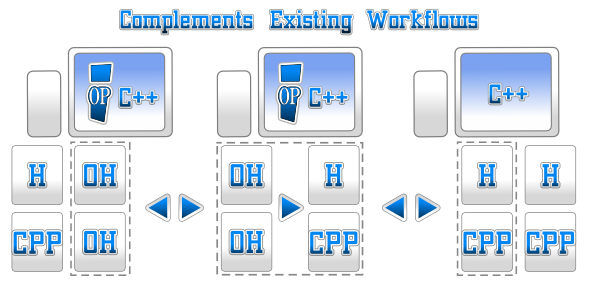 Complements Existing Workflows
OP C++ OP C++ C++
H OH OH H H H
CPP OH OH CPP CPP CPP